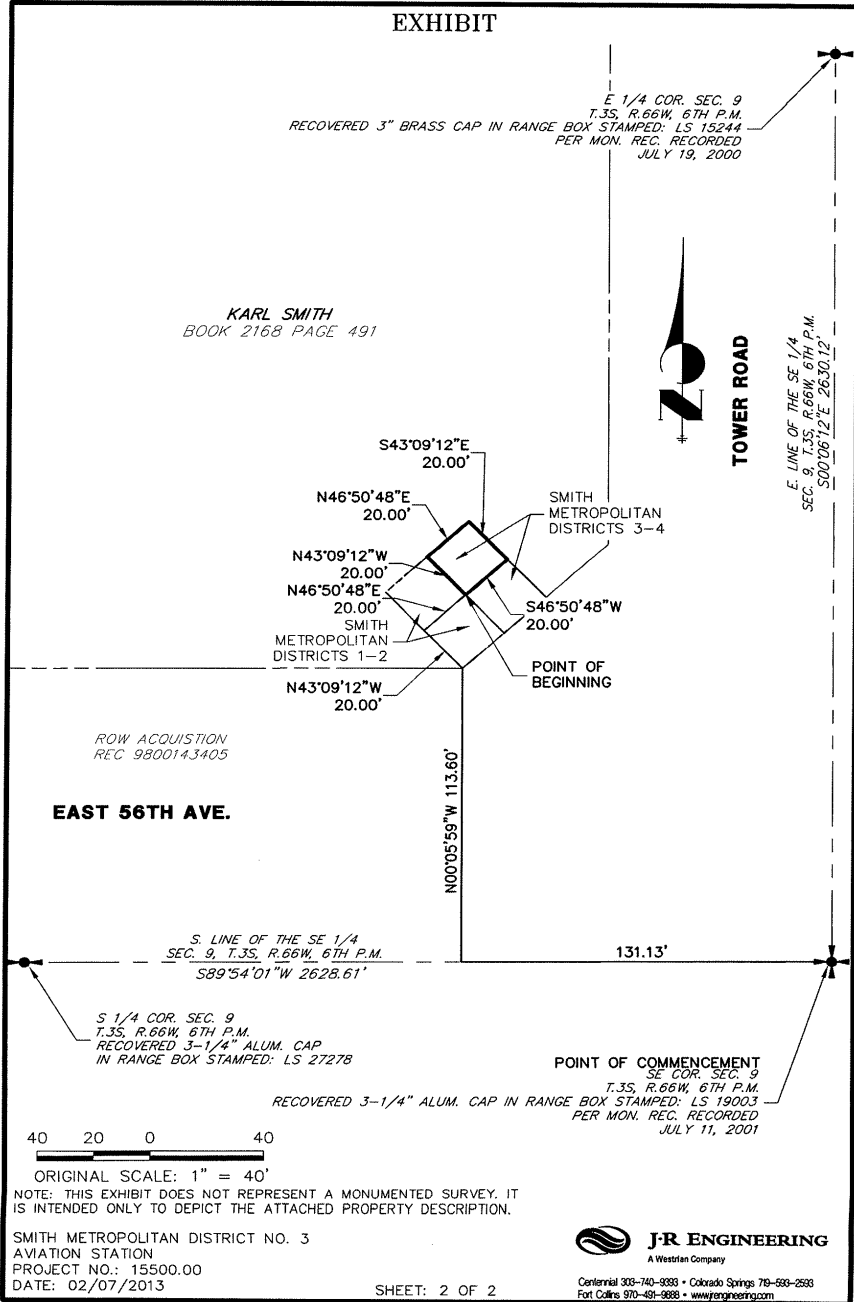 EXHIBIT
E 1/4 COR. SEC. 9
T.3S, R.66W, 6TH P.M.
RECOVERED 3" BRASS CAP IN RANGE BOX STAMPED: LS 15244
PER MON. REC. RECORDED
JULY 19, 2000
KARL SMITH
BOOK 2168 PAGE 491
N
TOWER ROAD
E. LINE OF THE SE 1/4
SEC. 9, T.3S, R.66W, 6TH P.M.
S00°06'12"E 2630.12'
S43°09'12"E
20.00'
N46°50'48"E
20.00'
SMITH
METROPOLITAN
DISTRICTS 3-4
N43°09'12"W
20.00'
N46°50'48"E
20.00'
S46°50'48"W
20.00'
SMITH
METROPOLITAN
DISTRICTS 1-2
POINT OF
BEGINNING
N43°09'12"W
20.00'
ROW ACQUISTION
REC 9800143405
EAST 56TH AVE.
N00°05'59"W 113.60'
S. LINE OF THE SE 1/4
SEC. 9, T.3S, R.66W, 6TH P.M.
S89°54'01"W 2628.61'
131.13'
S 1/4 COR. SEC. 9
T.3S, R.66W, 6TH P.M.
RECOVERED 3-1/4" ALUM. CAP
IN RANGE BOX STAMPED: LS 27278
POINT OF COMMENCEMENT
SE COR. SEC. 9
T.3S, R.66W, 6TH P.M.
RECOVERED 3-1/4" ALUM. CAP IN RANGE BOX STAMPED: LS 19003
PER MON. REC. RECORDED
JULY 11, 2001
40 20 0 40
ORIGINAL SCALE: 1" = 40'
NOTE: THIS EXHIBIT DOES NOT REPRESENT A MONUMENTED SURVEY. IT
IS INTENDED ONLY TO DEPICT THE ATTACHED PROPERTY DESCRIPTION.
SMITH METROPOLITAN DISTRICT NO. 3
AVIATION STATION
PROJECT NO.: 15500.00
DATE: 02/07/2013
SHEET: 2 OF 2
J·R ENGINEERING
A Westrian Company
Centennial 303-740-9393 • Colorado Springs 719-593-2593
Fort Collins 970-491-9888 • www.jrengineering.com